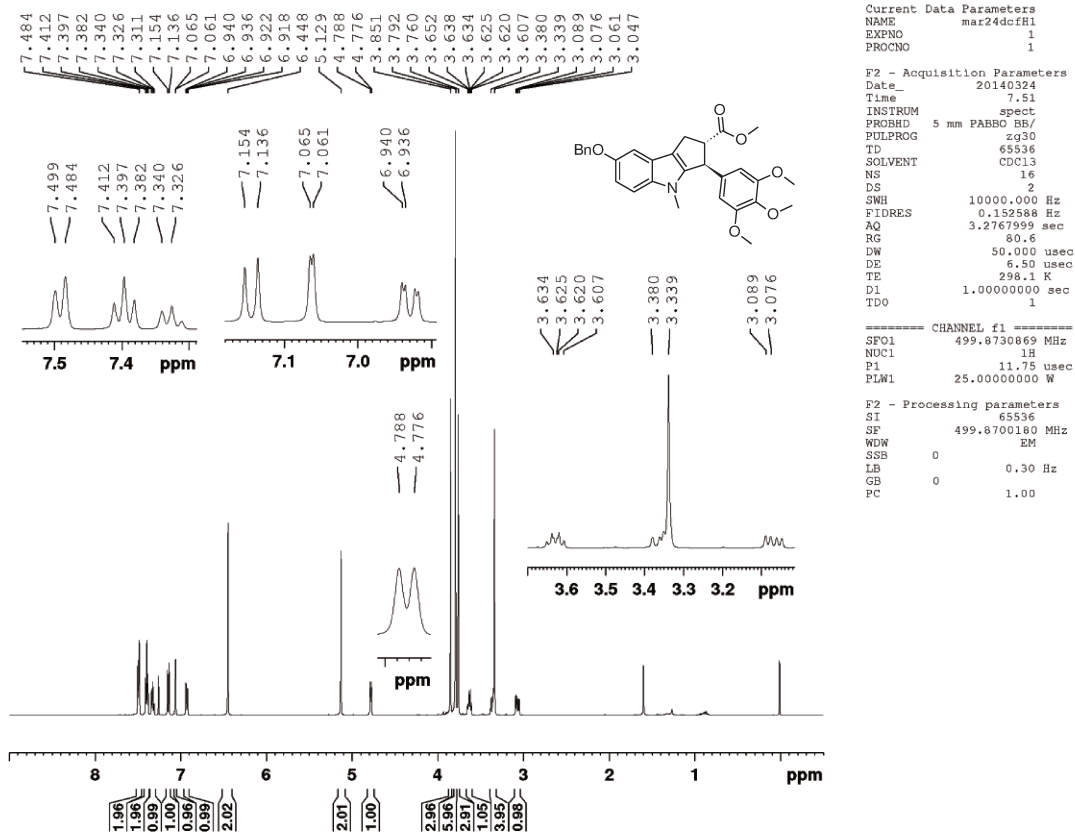 7.484
7.412
7.397
7.382
7.340
7.326
7.311
7.154
7.136
7.065
7.061
6.940
6.936
6.922
6.918
6.448
5.129
4.788
4.776
3.851
3.792
3.760
3.652
3.638
3.634
3.625
3.620
3.607
3.380
3.339
3.089
3.076
3.061
3.047
7.499
7.484
7.412
7.397
7.382
7.340
7.326
7.5 7.4 ppm
7.154
7.136
7.065
7.061
6.940
6.936
7.1 7.0 ppm
BnO
N
O
O
O
O
O
4.788
4.776
ppm
3.634
3.625
3.620
3.607
3.380
3.339
3.089
3.076
3.6 3.5 3.4 3.3 3.2 ppm
8 7 6 5 4 3 2 1 ppm
1.96
1.96
0.99
1.00
0.96
0.99
2.02
2.01
1.00
2.96
5.96
2.91
1.05
3.95
0.98
Current Data Parameters
NAME mar24dcfH1
EXPNO 1
PROCNO 1
F2 - Acquisition Parameters
Date_ 20140324
Time 7.51
INSTRUM spect
PROBHD 5 mm PABBO BB/
PULPROG zg30
TD 65536
SOLVENT CDCl3
NS 16
DS 2
SWH 10000.000 Hz
FIDRES 0.152588 Hz
AQ 3.2767999 sec
RG 80.6
DW 50.000 usec
DE 6.50 usec
TE 298.1 K
D1 1.00000000 sec
TD0 1
======== CHANNEL f1 ========
SFO1 499.8730869 MHz
NUC1 1H
P1 11.75 usec
PLW1 25.00000000 W
F2 - Processing parameters
SI 65536
SF 499.8700180 MHz
WDW EM
SSB 0
LB 0.30 Hz
GB 0
PC 1.00